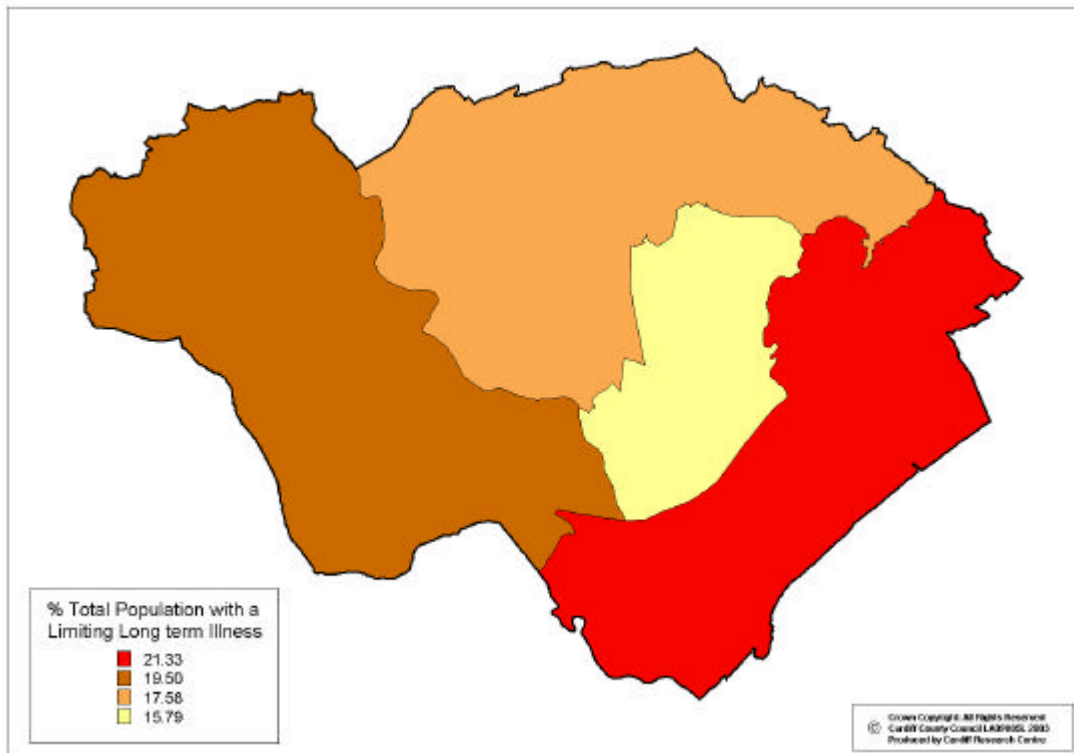 % Total Population with a
Limiting Long term Illness
21.33
19.50
17.58
15.79
© Crown Copyright. All Rights Reserved
Cardiff County Council 2003
Produced by Cardiff Research Centre